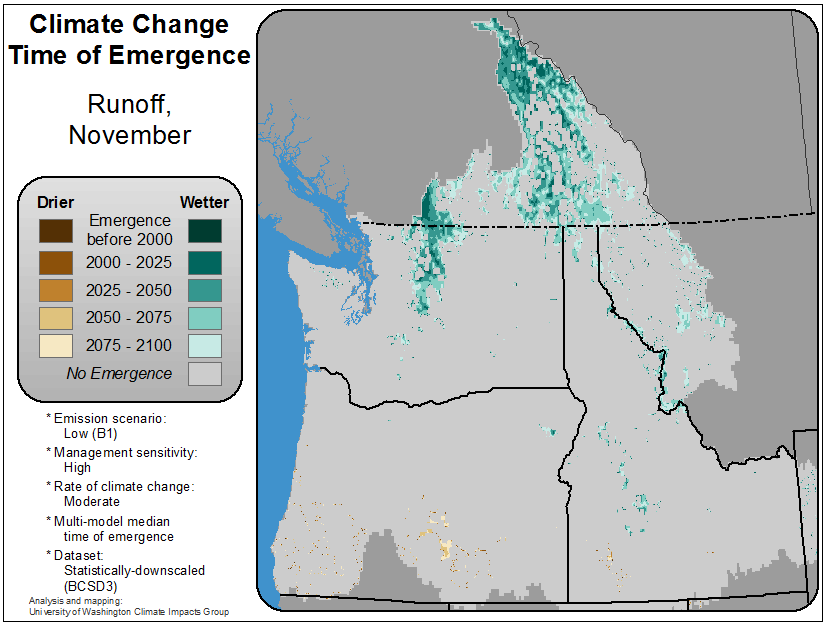 Climate Change
Time of Emergence
Runoff,
November
Drier
Wetter
Emergence
before 2000
2000 - 2025
2025 - 2050
2050 - 2075
2075 - 2100
No Emergence
* Emission scenario:
Low (B1)
* Management sensitivity:
High
* Rate of climate change:
Moderate
* Multi-model median
time of emergence
* Dataset:
Statistically-downscaled
(BCSD3)
Analysis and mapping:
University of Washington Climate Impacts Group